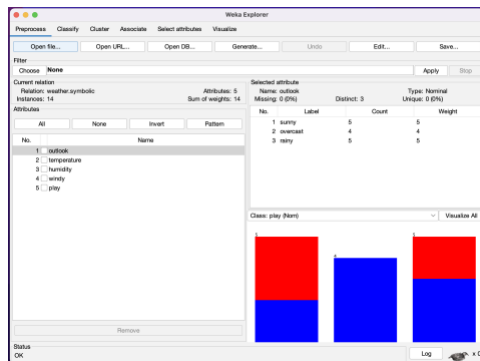 Weka Explorer
Preprocess Classify Cluster Associate Select attributes Visualize
Open file... Open URL... Open DB... Generate... Undo Edit... Save...
Filter
Choose None Apply Stop
Current relation
Relation: weather.symbolic Attributes: 5
Instances: 14 Sum of weights: 14
Attributes
All None Invert Pattern
No. Name
1 outlook
2 temperature
3 humidity
4 windy
5 play
Remove
Selected attribute
Name: outlook Type: Nominal
Missing: 0 (0%) Distinct: 3 Unique: 0 (0%)
No. Label Count Weight
1 sunny 5 5
2 overcast 4 4
3 rainy 5 5
Class: play (Nom) Visualize All
5 4 5
Status
OK Log x 0